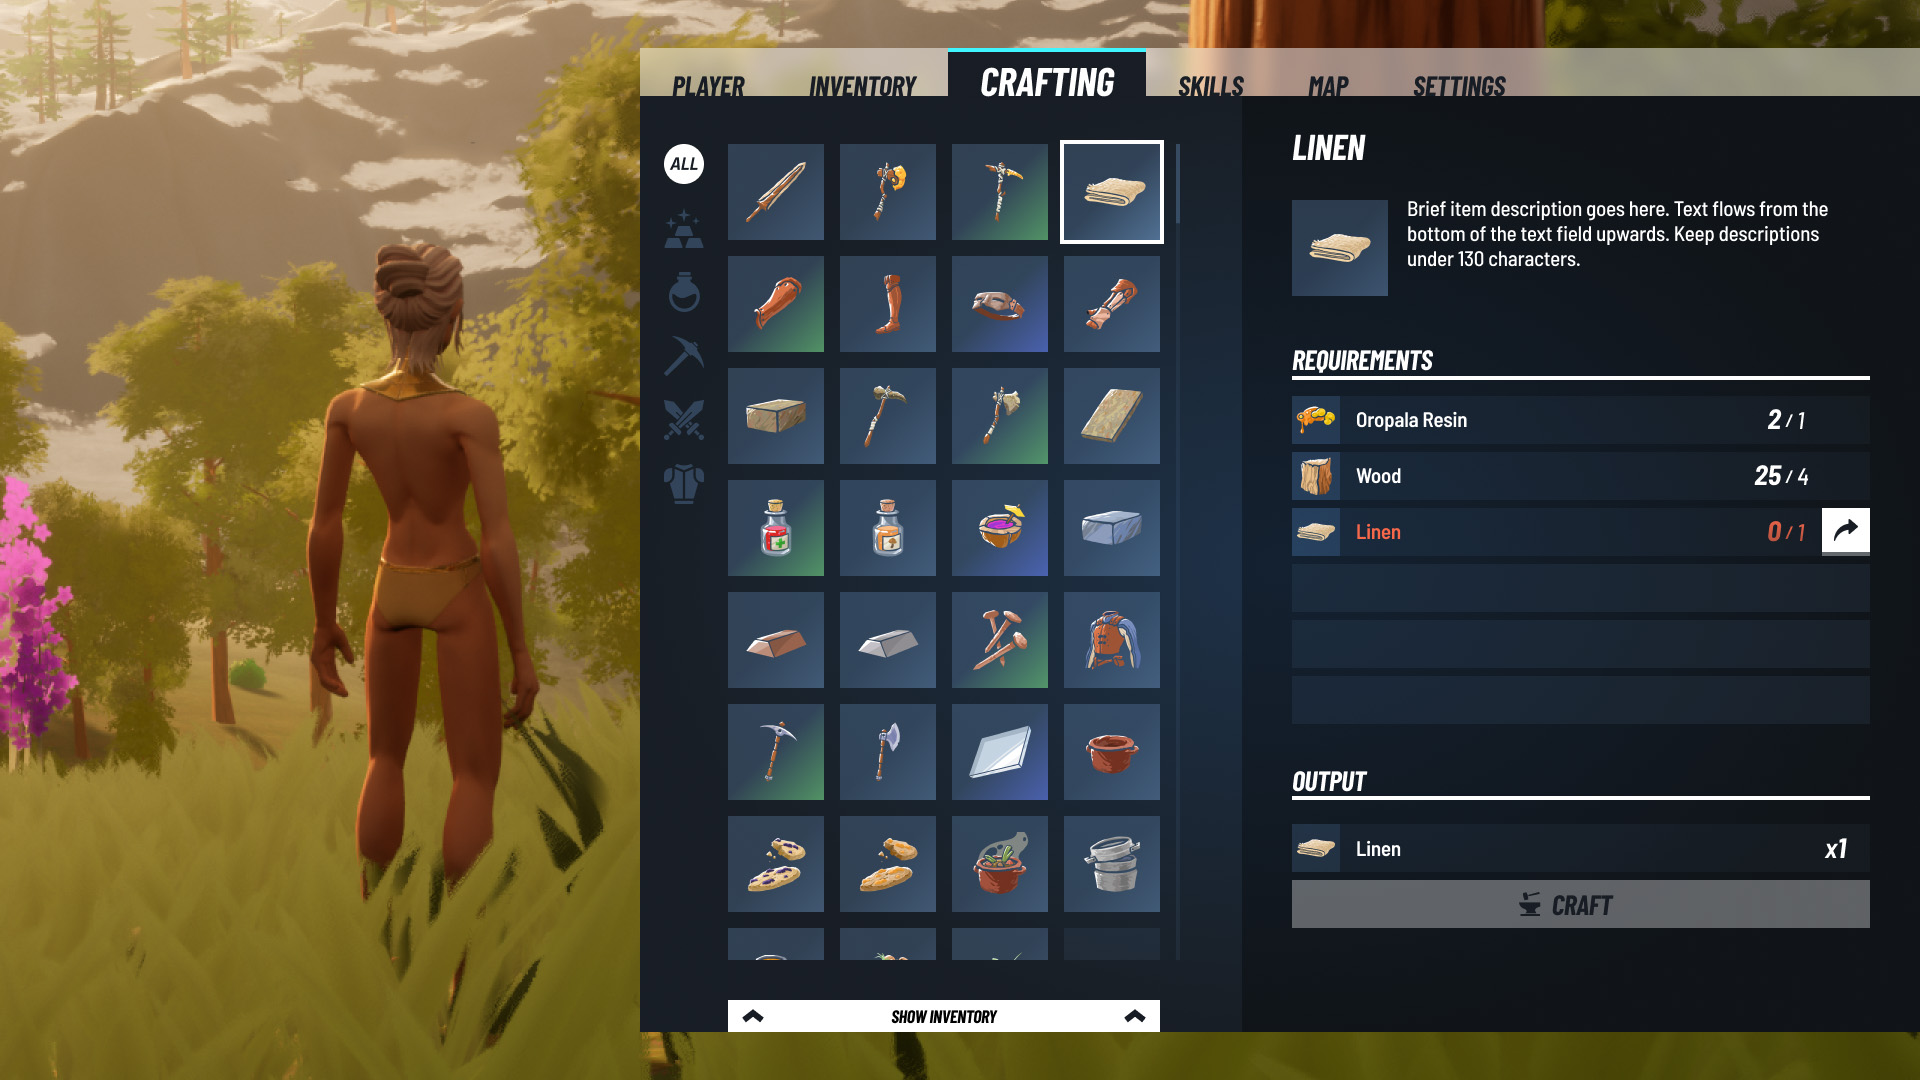 PLAYER
INVENTORY
CRAFTING
SKILLS
MAP
SETTINGS
ALL
LINEN
Brief item description goes here. Text flows from the
bottom of the text field upwards. Keep descriptions
under 130 characters.
REQUIREMENTS
Oropala Resin 2 / 1
Wood 25 / 4
Linen 0 / 1
OUTPUT
Linen x1
CRAFT
SHOW INVENTORY